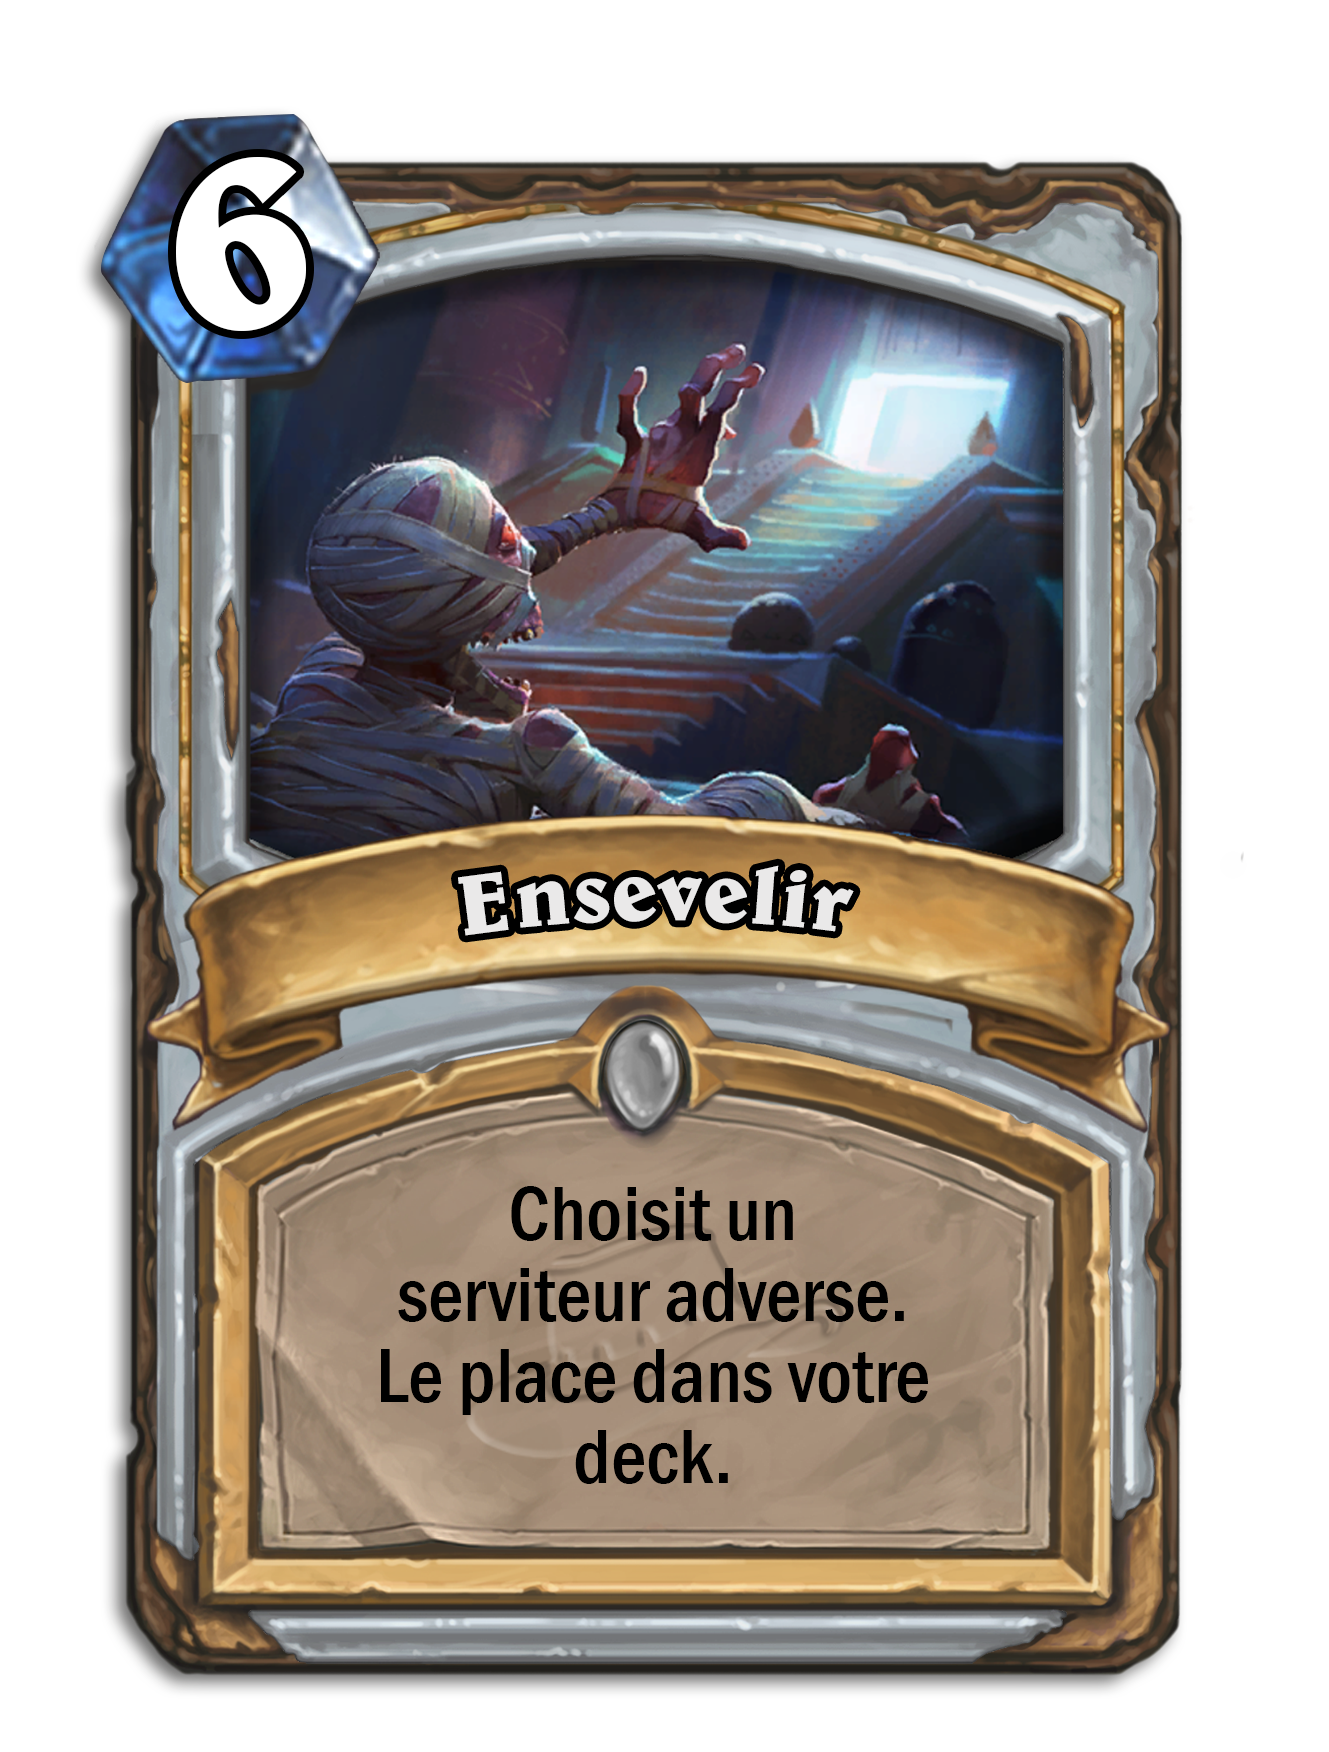 6
Ensevelir
Choisit un
serviteur adverse.
Le place dans votre
deck.